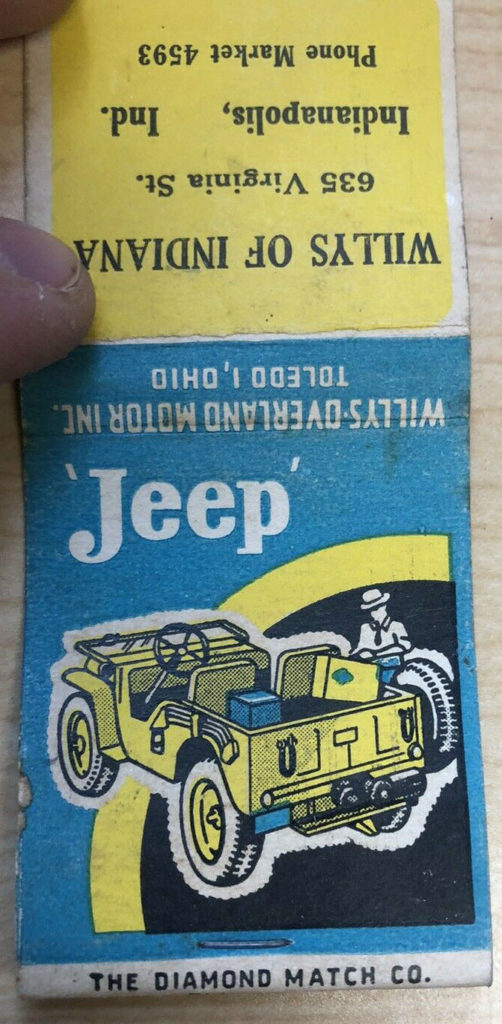 WILLYS OF INDIANA
635 Virginia St.
Indianapolis, Ind.
Phone Market 4593
WILLYS-OVERLAND MOTOR INC.
TOLEDO 1, OHIO
'Jeep'
THE DIAMOND MATCH CO.